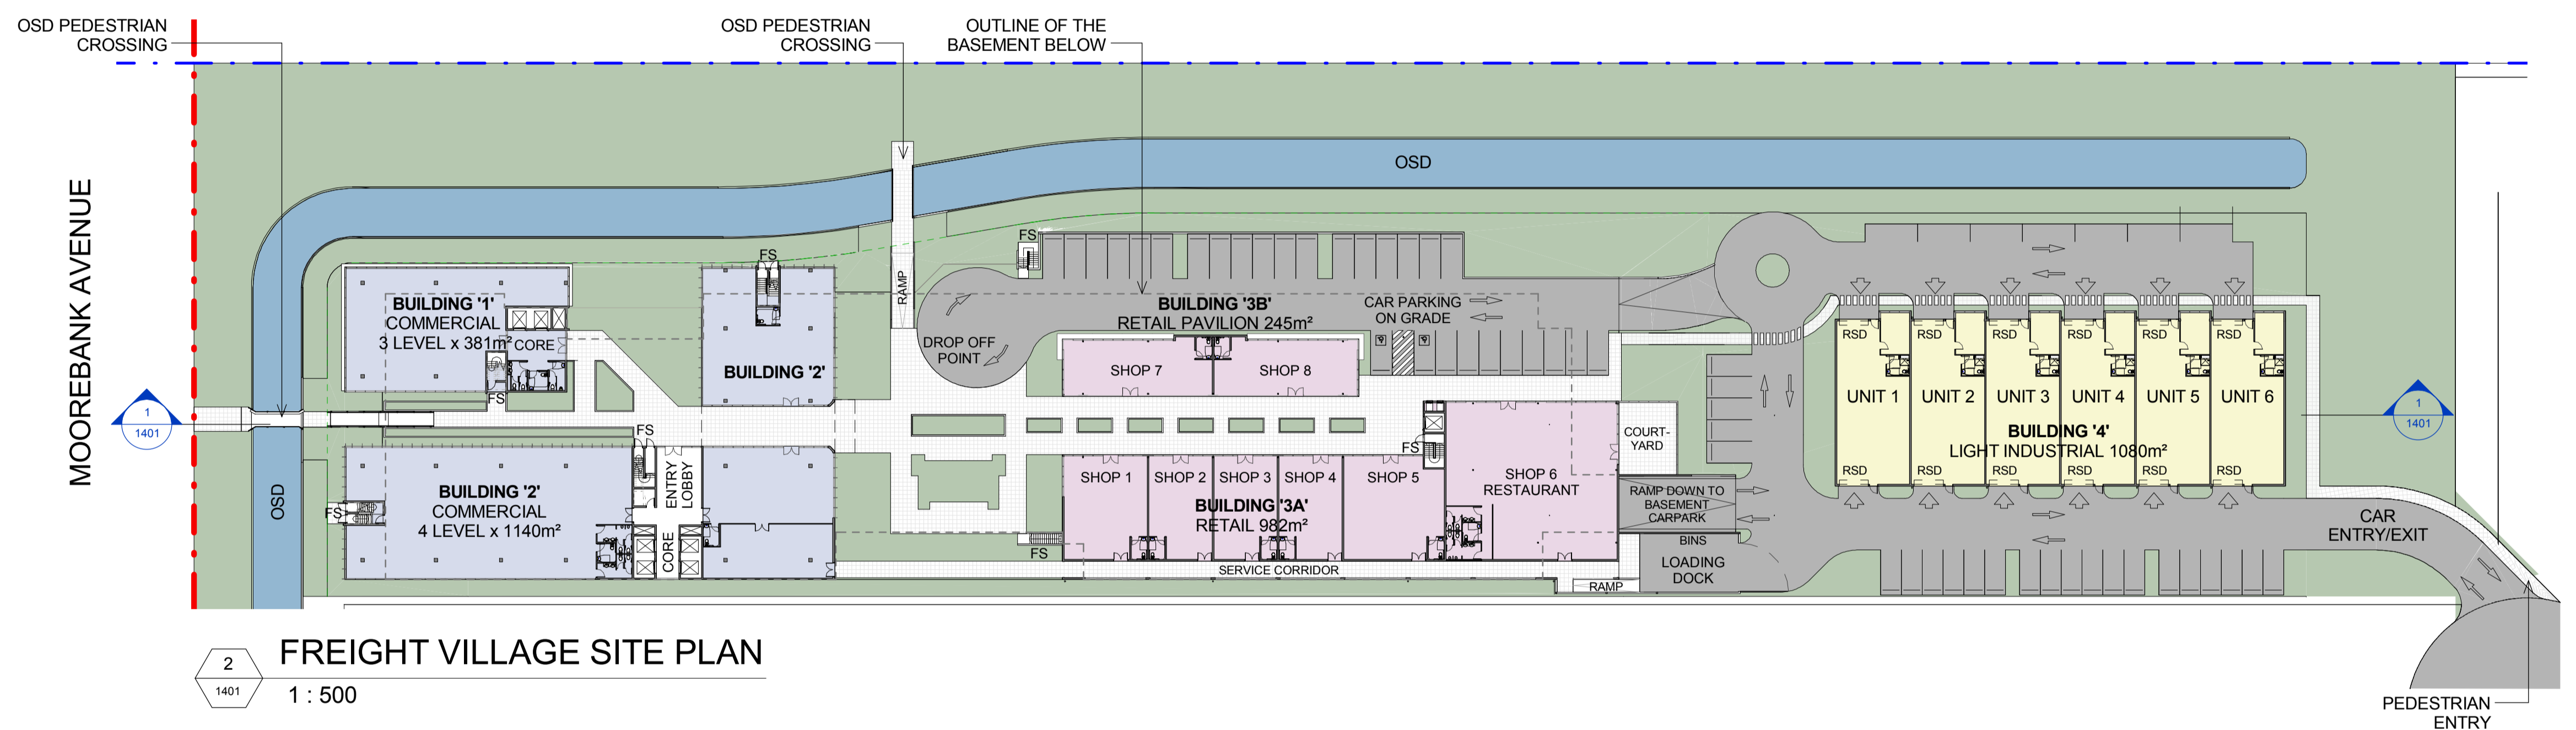 OSD PEDESTRIAN
CROSSING
OSD PEDESTRIAN
CROSSING
OUTLINE OF THE
BASEMENT BELOW
MOOREBANK AVENUE
OSD
OSD
1
1401
BUILDING '1'
COMMERCIAL
3 LEVEL x 381m²
CORE
FS
FS
BUILDING '2'
RAMP
FS
DROP OFF
POINT
BUILDING '3B'
RETAIL PAVILION 245m²
CAR PARKING
ON GRADE
SHOP 7
SHOP 8
FS
ENTRY
LOBBY
CORE
FS
BUILDING '2'
COMMERCIAL
4 LEVEL x 1140m²
SHOP 1
SHOP 2
SHOP 3
SHOP 4
SHOP 5
FS
BUILDING '3A'
RETAIL 982m²
SHOP 6
RESTAURANT
FS
SERVICE CORRIDOR
RAMP
COURT-
YARD
RAMP DOWN TO
BASEMENT
CARPARK
BINS
LOADING
DOCK
RSD
RSD
RSD
RSD
RSD
RSD
UNIT 1
UNIT 2
UNIT 3
UNIT 4
UNIT 5
UNIT 6
BUILDING '4'
LIGHT INDUSTRIAL 1080m²
RSD
RSD
RSD
RSD
RSD
RSD
1
1401
CAR
ENTRY/EXIT
PEDESTRIAN
ENTRY
2
1401
FREIGHT VILLAGE SITE PLAN
1 : 500